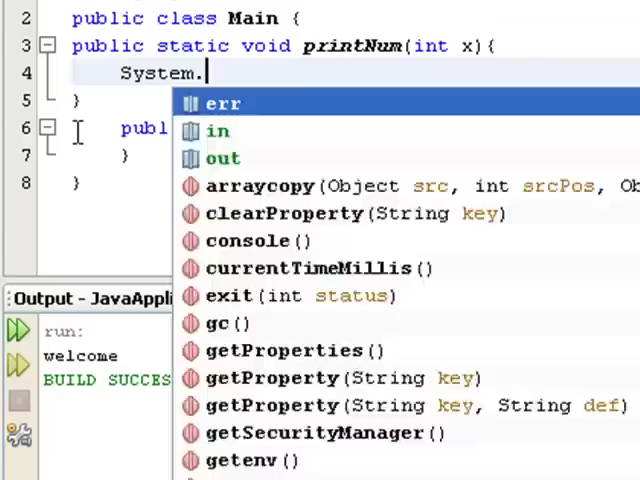 2 public class Main {
3 public static void printNum(int x){
4 System.
5 }
6 publ
7 }
8 }
err
in
out
arraycopy(Object src, int srcPos, Ob
clearProperty(String key)
console()
currentTimeMillis()
exit(int status)
gc()
getProperties()
getProperty(String key)
getProperty(String key, String def)
getSecurityManager()
getenv()
Output - JavaAppli
run:
welcome
BUILD SUCCES